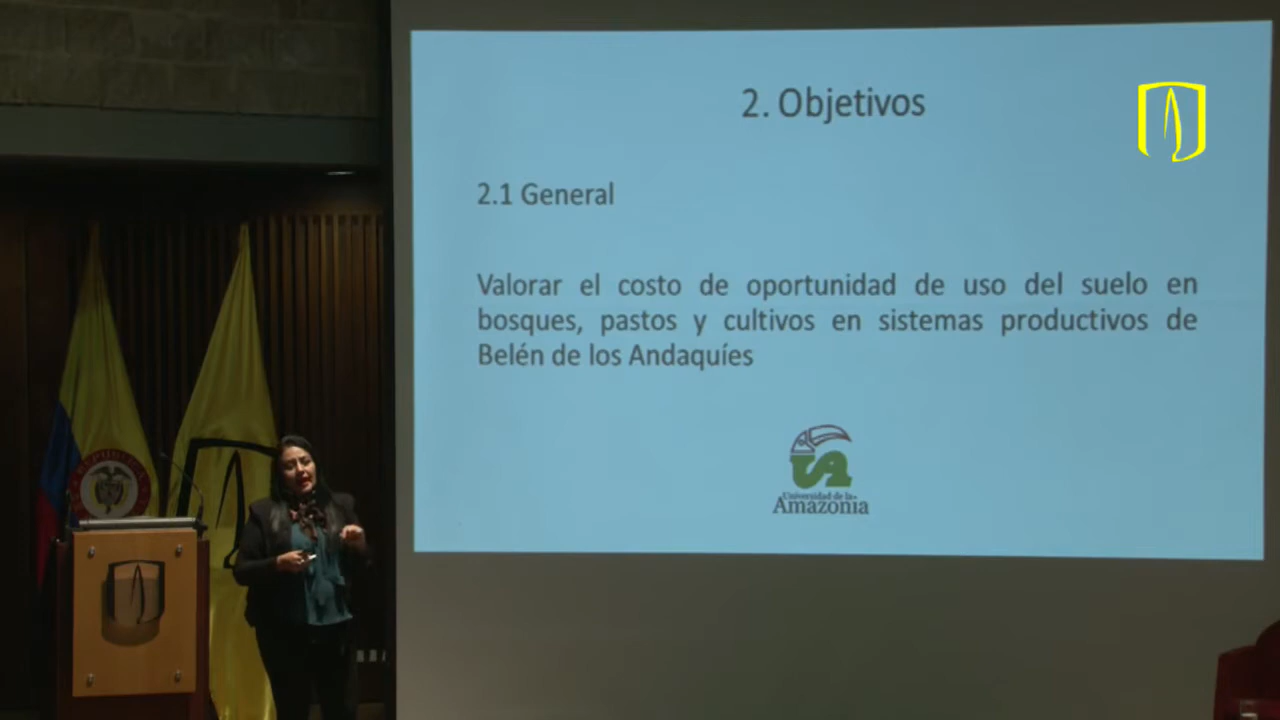 2. Objetivos
2.1 General
Valorar el costo de oportunidad de uso del suelo en
bosques, pastos y cultivos en sistemas productivos de
Belén de los Andaquíes
Universidad de la
Amazonia
REPUBLICA